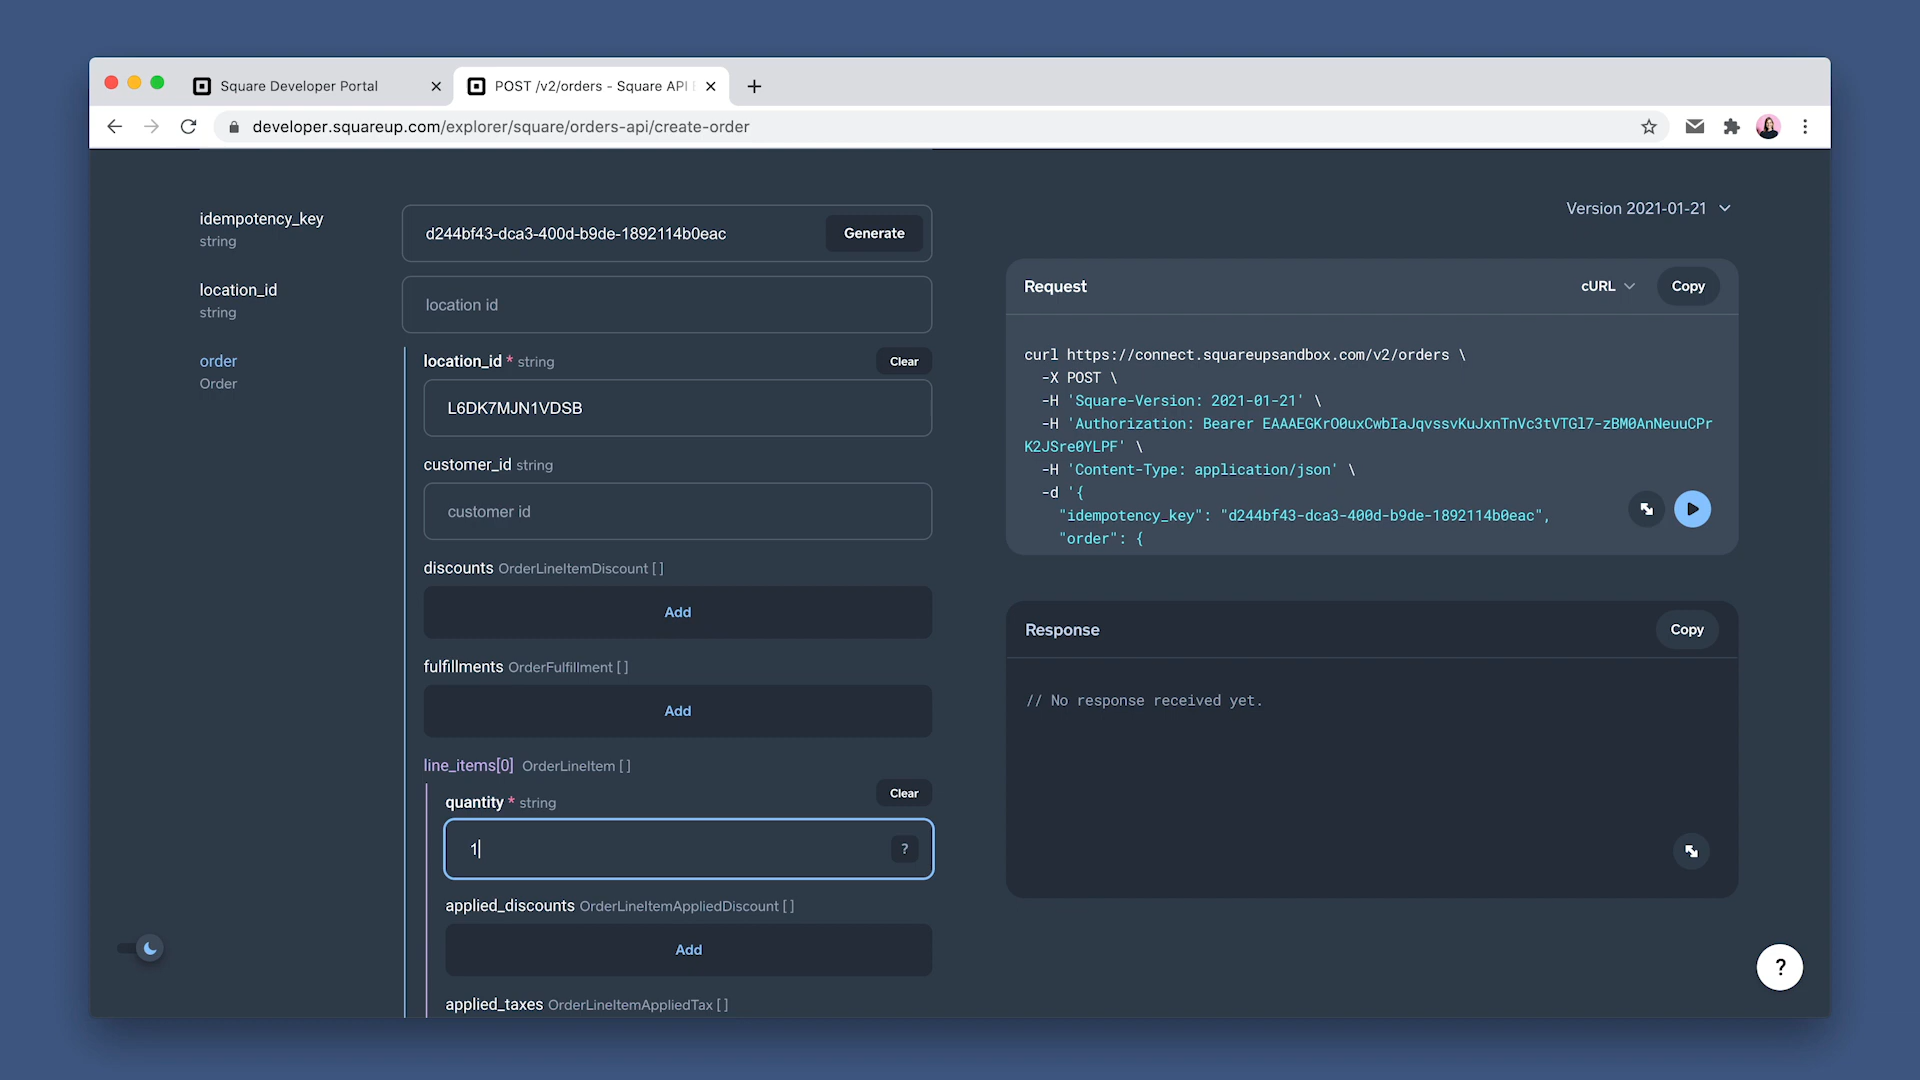 Square Developer Portal
POST /v2/orders - Square API
developer.squareup.com/explorer/square/orders-api/create-order
idempotency_key
string
d244bf43-dca3-400d-b9de-1892114b0eac
Generate
location_id
string
location id
order
Order
location_id * string
Clear
L6DK7MJN1VDSB
customer_id string
customer id
discounts OrderLineItemDiscount [ ]
Add
fulfillments OrderFulfillment [ ]
Add
line_items[0] OrderLineItem [ ]
quantity * string
Clear
1
?
applied_discounts OrderLineItemAppliedDiscount [ ]
Add
applied_taxes OrderLineItemAppliedTax [ ]
Version 2021-01-21
Request
cURL
Copy
curl https://connect.squareupsandbox.com/v2/orders \
-X POST \
-H 'Square-Version: 2021-01-21' \
-H 'Authorization: Bearer EAAAEGKrO0uxCwbIaJqvssvKuJxnTnVc3tVTGl7-zBM0AnNeuuCPr
K2JSre0YLPF' \
-H 'Content-Type: application/json' \
-d '{
"idempotency_key": "d244bf43-dca3-400d-b9de-1892114b0eac",
"order": {
Response
Copy
// No response received yet.
?